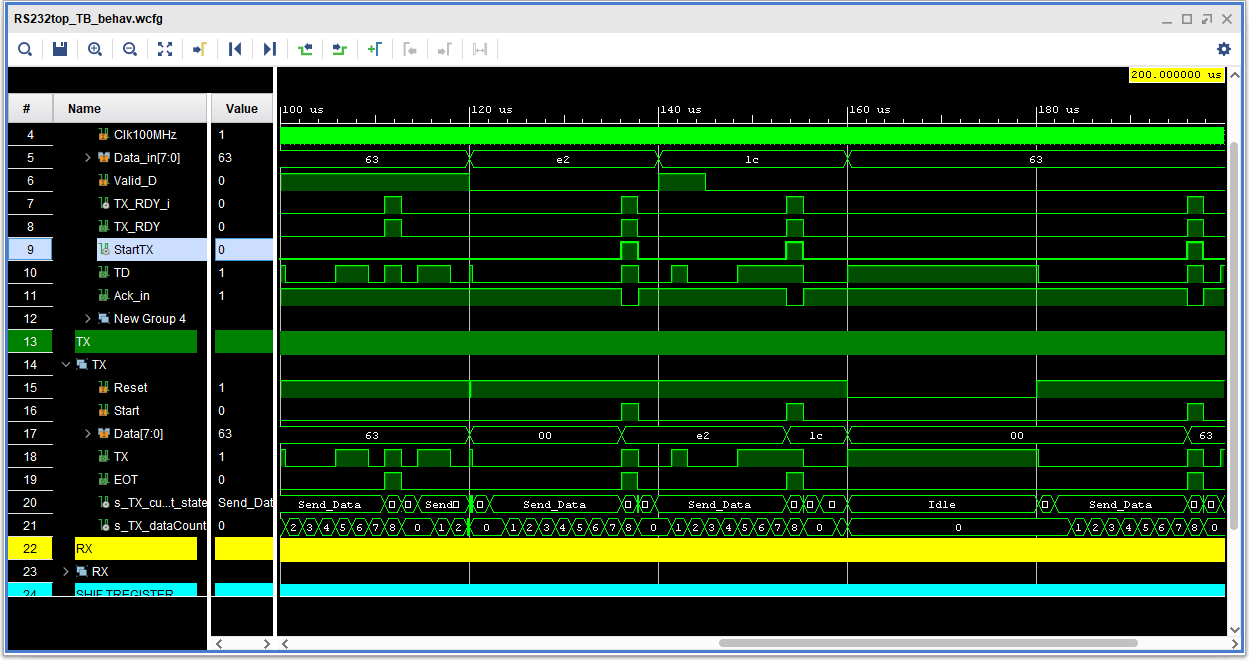 RS232top_TB_behav.wcfg
200.000000 us
# Name Value
100 us 120 us 140 us 160 us 180 us
4 Clk100MHz 1
5 Data_in[7:0] 63 63 e2 1c 63
6 Valid_D 0
7 TX_RDY_i 0
8 TX_RDY 0
9 StartTX 0
10 TD 1
11 Ack_in 1
12 New Group 4
13 TX
14 TX
15 Reset 1
16 Start 0
17 Data[7:0] 63 63 00 e2 1c 00 63
18 TX 1
19 EOT 0
20 s_TX_cu...t_state Send_Dat Send_Data Send Send_Data Send_Data Idle Send_Data
21 s_TX_dataCount 0 2 3 4 5 6 7 8 0 1 2 0 1 2 3 4 5 6 7 8 0 1 2 3 4 5 6 7 8 0 0 1 2 3 4 5 6 7 8 0
22 RX
23 RX
24 SHIFTREGISTER